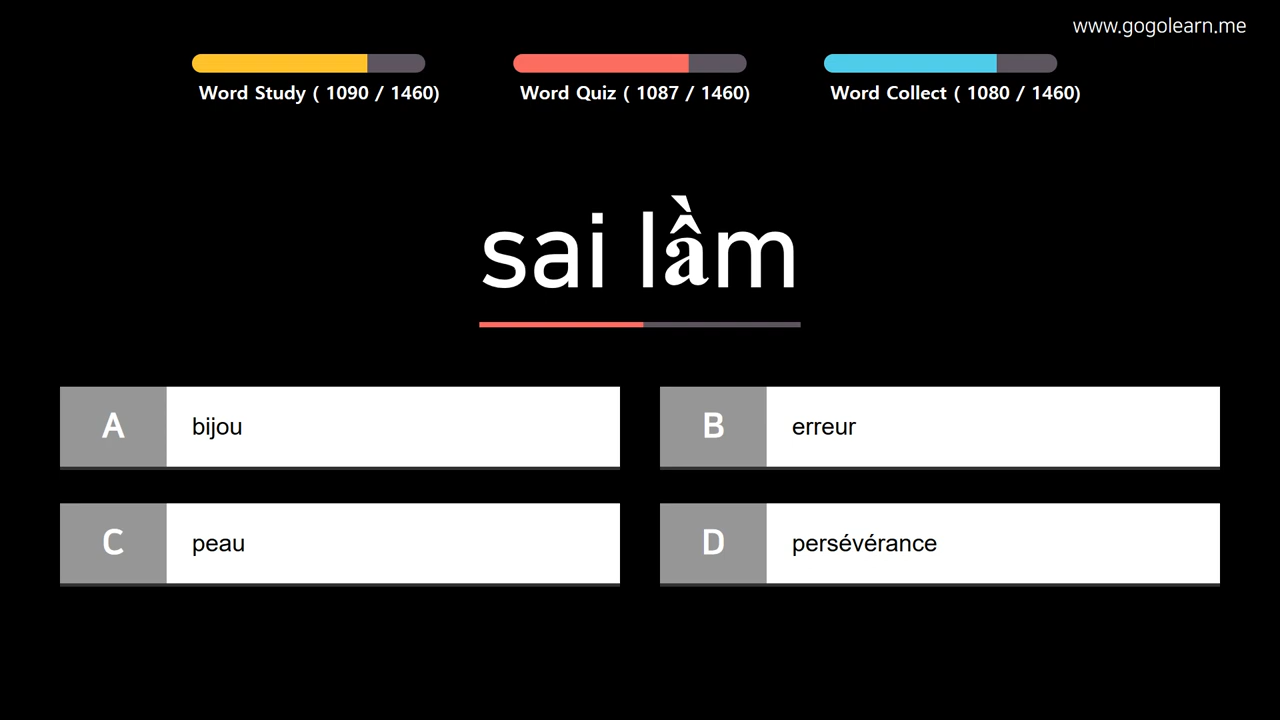 www.gogolearn.me
Word Study ( 1090 / 1460)
Word Quiz ( 1087 / 1460)
Word Collect ( 1080 / 1460)
sai lầm
A bijou
B erreur
C peau
D persévérance